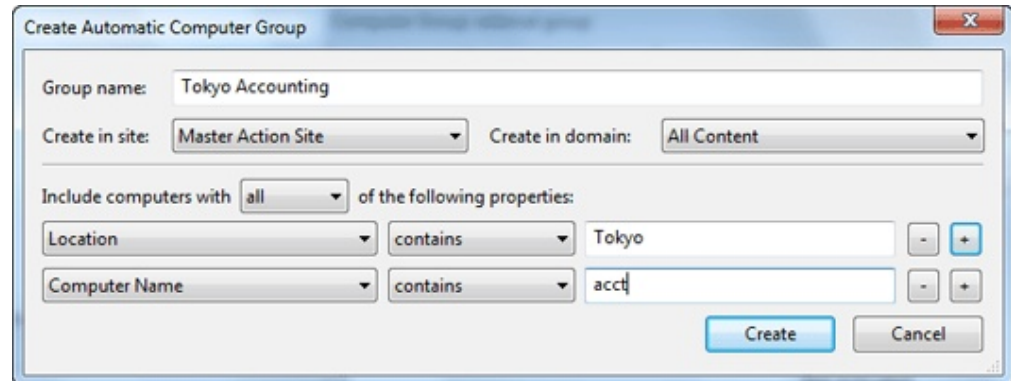 Create Automatic Computer Group
Group name: Tokyo Accounting
Create in site: Master Action Site Create in domain: All Content
Include computers with all of the following properties:
Location contains Tokyo - +
Computer Name contains acct - +
Create Cancel